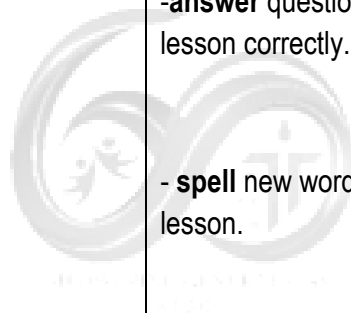 -answer questio
lesson correctly.
- spell new word
lesson.